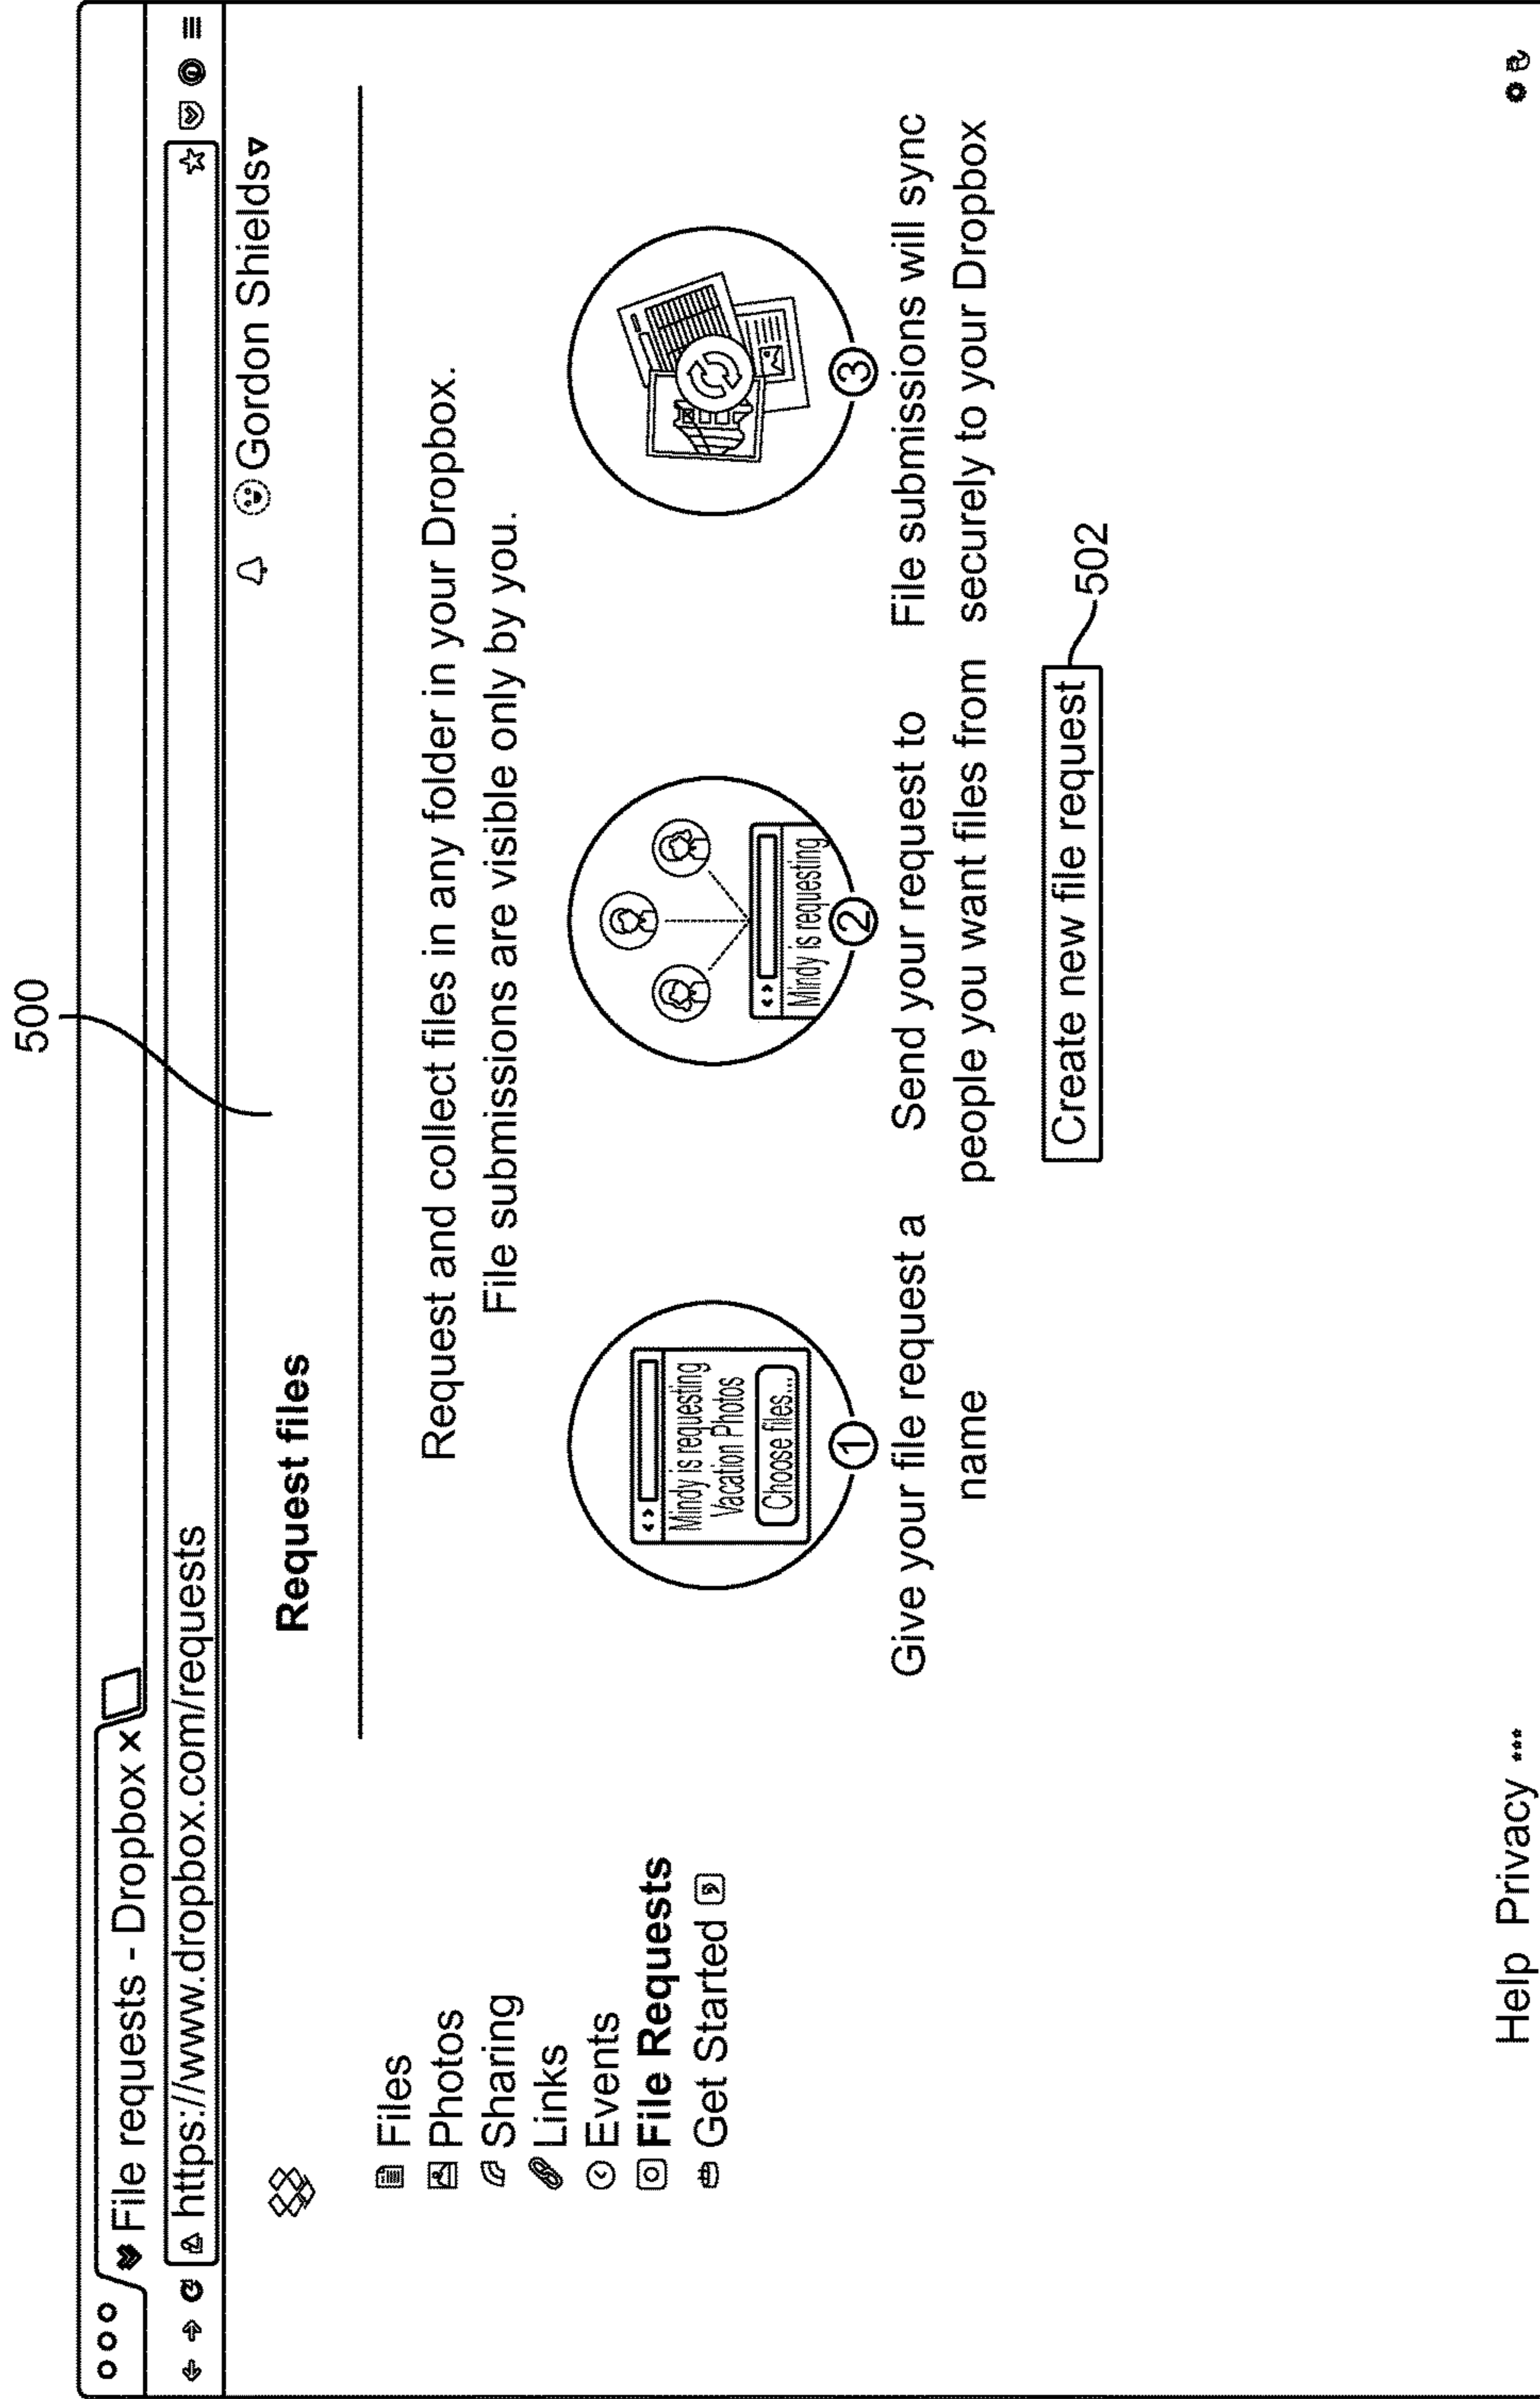 500
File requests - Dropbox x
https://www.dropbox.com/requests
Gordon Shields
Request files
Files
Photos
Sharing
Links
Events
File Requests
Get Started
Request and collect files in any folder in your Dropbox.
File submissions are visible only by you.
Mindy is requesting
Vacation Photos
Choose files...
1
Give your file request a
name
Mindy is requesting
2
Send your request to
people you want files from
3
File submissions will sync
securely to your Dropbox
Create new file request
502
Help Privacy